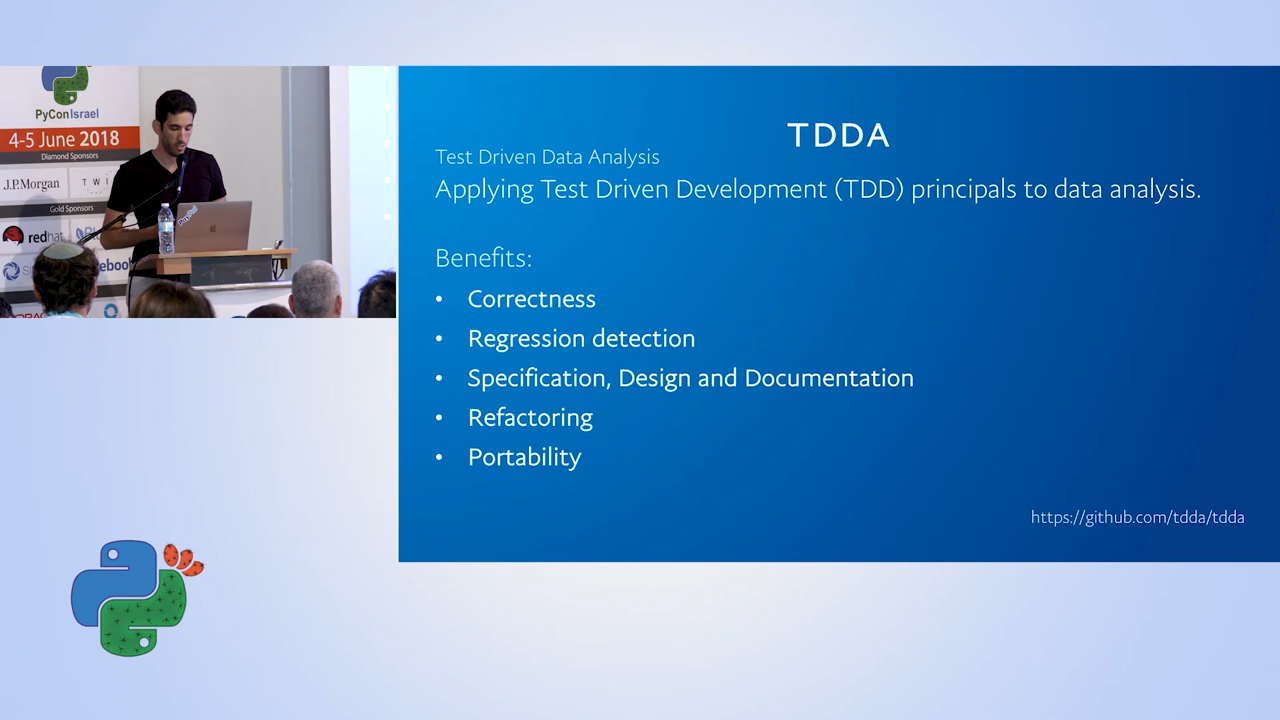 PyConIsrael
4-5 June 2018
Diamond Sponsors
J.P.Morgan
Gold Sponsors
redhat
PayPal
TDDA
Test Driven Data Analysis
Applying Test Driven Development (TDD) principals to data analysis.
Benefits:
• Correctness
• Regression detection
• Specification, Design and Documentation
• Refactoring
• Portability
https://github.com/tdda/tdda